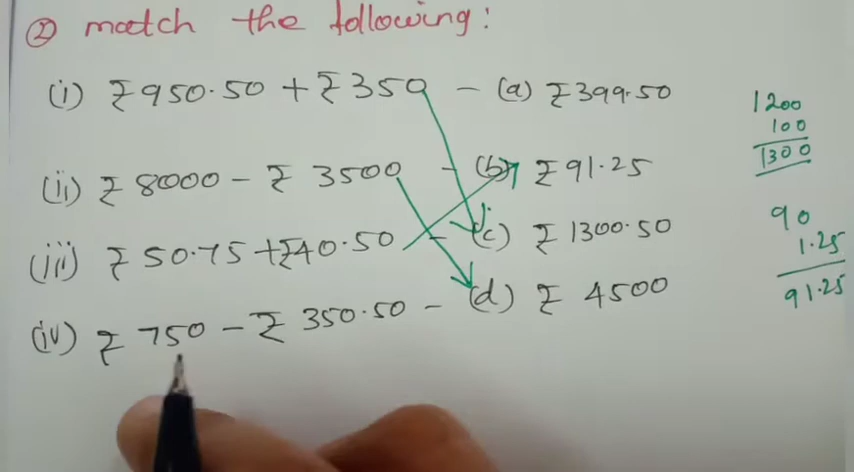 ② match the following:
(i) ₹950.50 + ₹350 - (a) ₹399.50
(ii) ₹ 8000 - ₹ 3500 - (b) ₹91.25
(iii) ₹50.75+₹40.50 - (c) ₹1300.50
(iv) ₹ 750 - ₹ 350.50 - (d) ₹ 4500
1200
100
1300
90
1.25
91.25